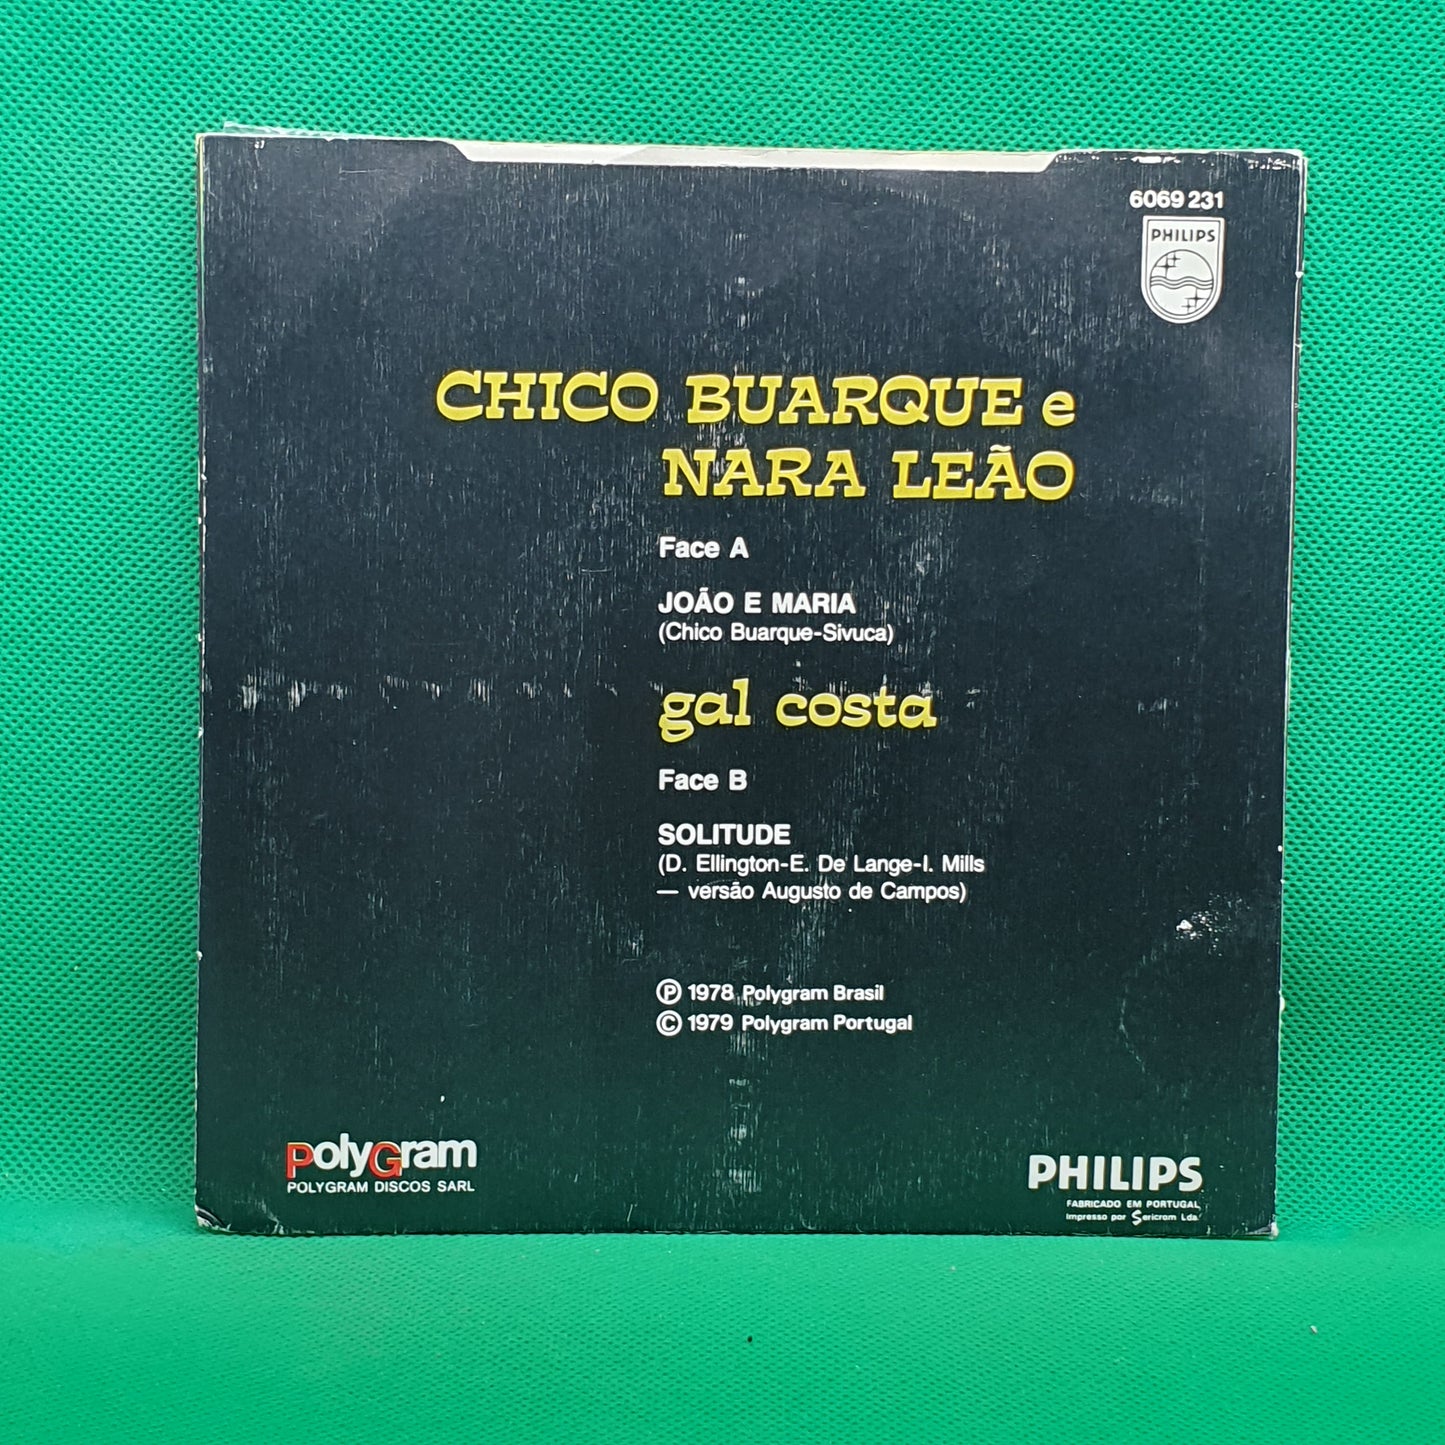 6069 231
PHILIPS
CHICO BUARQUE e
NARA LEÃO
Face A
JOÃO E MARIA
(Chico Buarque-Sivuca)
gal costa
Face B
SOLITUDE
(D. Ellington-E. De Lange-I. Mills
— versão Augusto de Campos)
Ⓟ 1978 Polygram Brasil
© 1979 Polygram Portugal
PolyGram
POLYGRAM DISCOS SARL
PHILIPS
FABRICADO EM PORTUGAL
Impresso por Sericrom Lda.